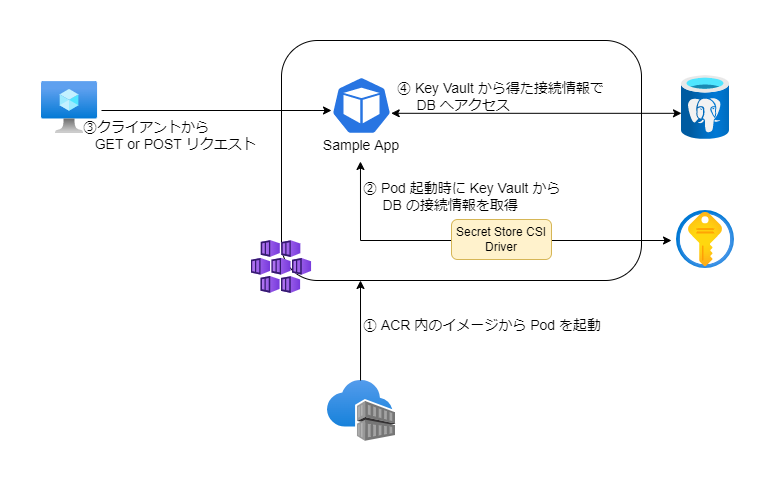 ④ Key Vault から得た接続情報で
DB へアクセス
③クライアントから
GET or POST リクエスト
Sample App
② Pod 起動時に Key Vault から
DB の接続情報を取得
Secret Store CSI
Driver
① ACR 内のイメージから Pod を起動